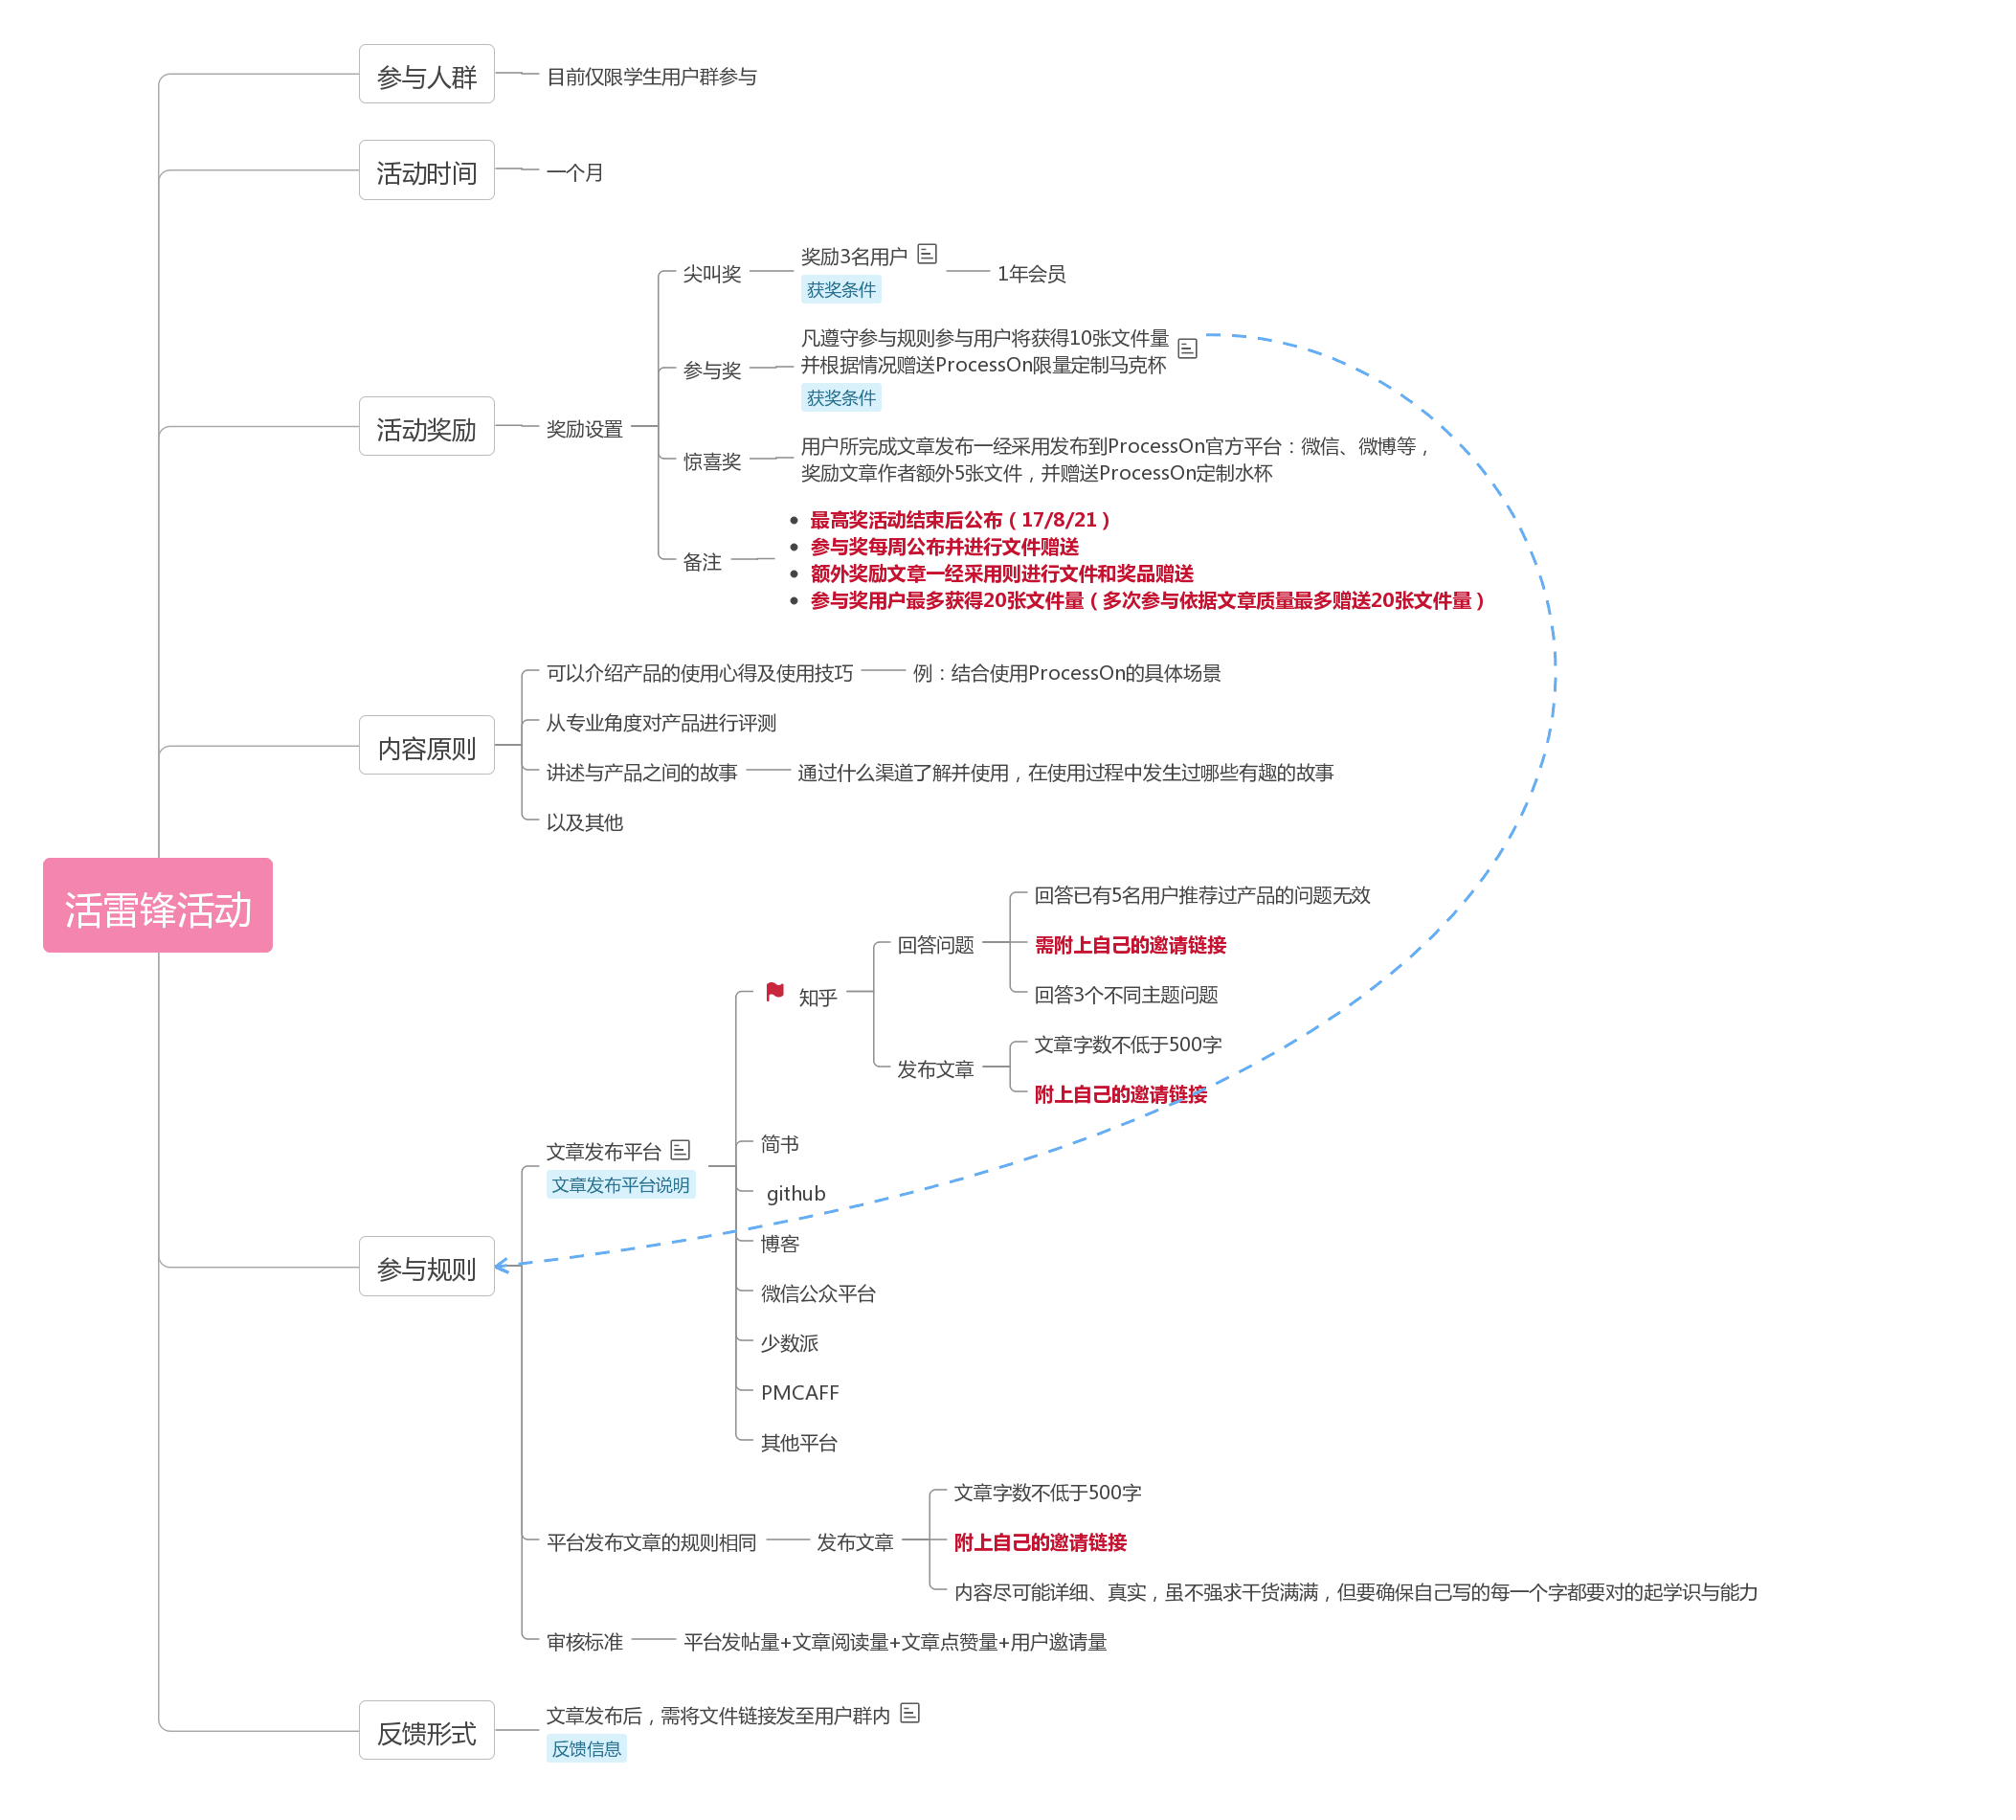 参与人群
目前仅限学生用户群参与
活动时间
一个月
活动奖励
奖励设置
尖叫奖
奖励3名用户
获奖条件
1年会员
参与奖
凡遵守参与规则参与用户将获得10张文件量
并根据情况赠送ProcessOn限量定制马克杯
获奖条件
惊喜奖
用户所完成文章发布一经采用发布到ProcessOn官方平台：微信、微博等，
奖励文章作者额外5张文件，并赠送ProcessOn定制水杯
备注
• 最高奖活动结束后公布（17/8/21）
• 参与奖每周公布并进行文件赠送
• 额外奖励文章一经采用则进行文件和奖品赠送
• 参与奖用户最多获得20张文件量（多次参与依据文章质量最多赠送20张文件量）
内容原则
可以介绍产品的使用心得及使用技巧
例：结合使用ProcessOn的具体场景
从专业角度对产品进行评测
讲述与产品之间的故事
通过什么渠道了解并使用，在使用过程中发生过哪些有趣的故事
以及其他
活雷锋活动
参与规则
文章发布平台
文章发布平台说明
知乎
回答问题
回答已有5名用户推荐过产品的问题无效
需附上自己的邀请链接
回答3个不同主题问题
发布文章
文章字数不低于500字
附上自己的邀请链接
简书
github
博客
微信公众平台
少数派
PMCAFF
其他平台
平台发布文章的规则相同
发布文章
文章字数不低于500字
附上自己的邀请链接
内容尽可能详细、真实，虽不强求干货满满，但要确保自己写的每一个字都要对的起学识与能力
审核标准
平台发帖量+文章阅读量+文章点赞量+用户邀请量
反馈形式
文章发布后，需将文件链接发至用户群内
反馈信息